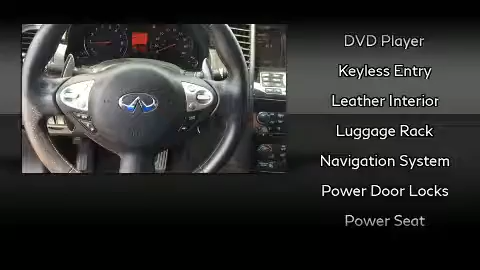 DVD Player
Keyless Entry
Leather Interior
Luggage Rack
Navigation System
Power Door Locks
Power Seat